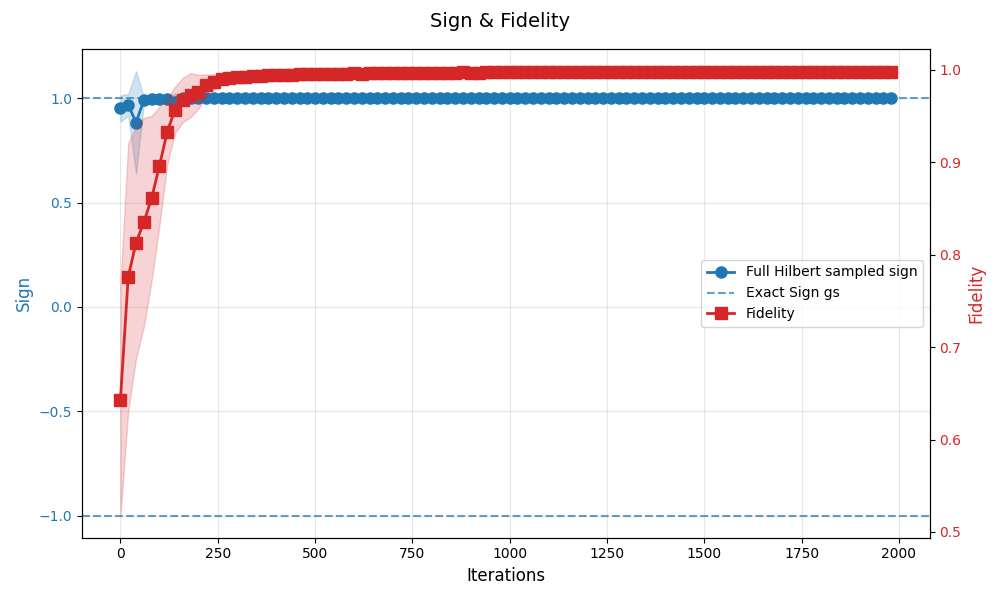 Sign & Fidelity
1.0
0.5
0.0
−0.5
−1.0
Sign
1.0
0.9
0.8
0.7
0.6
0.5
Fidelity
Full Hilbert sampled sign
Exact Sign gs
Fidelity
0
250
500
750
1000
1250
1500
1750
2000
Iterations